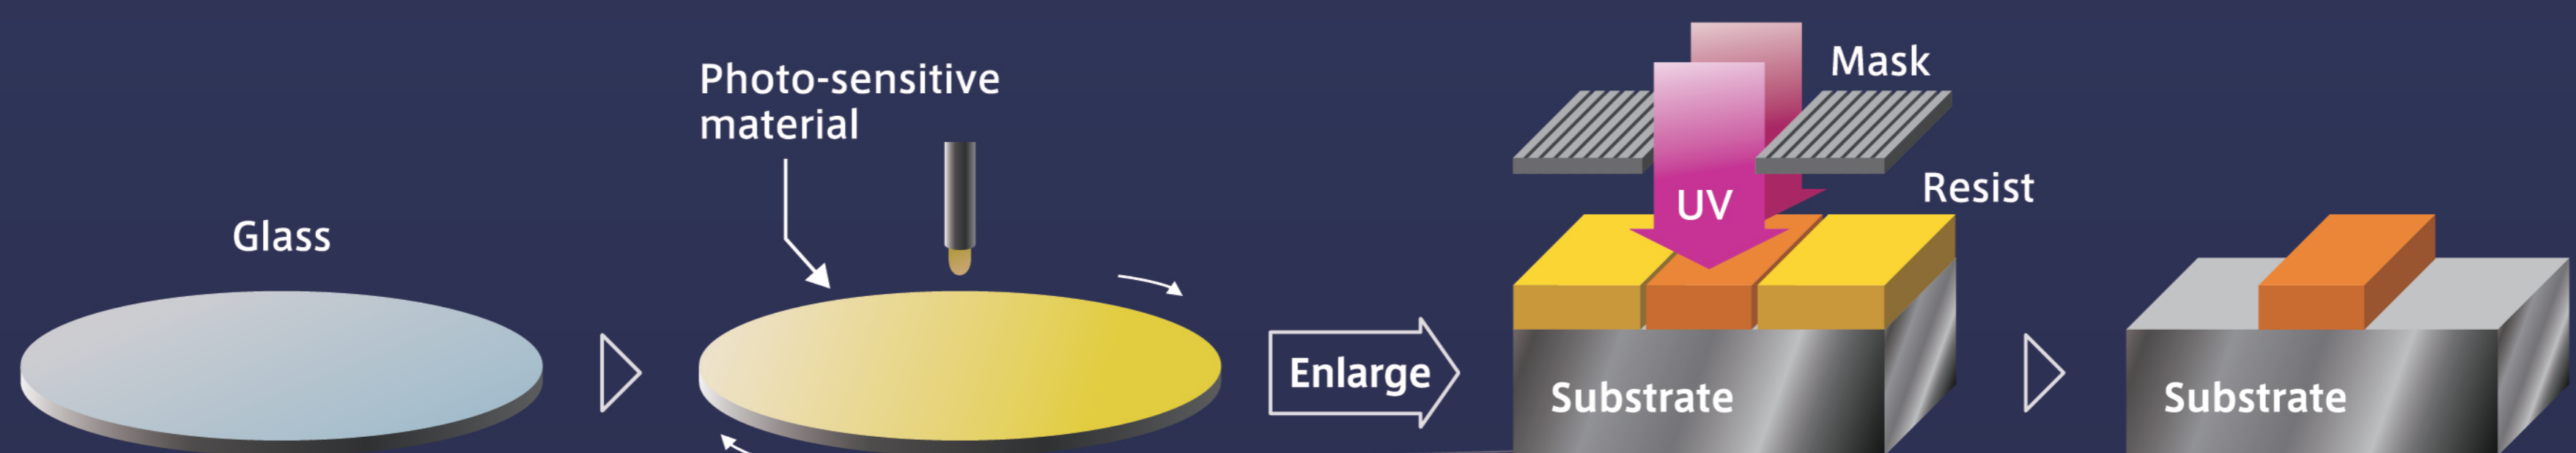 Glass
Photo-sensitive
material
Enlarge
Mask
UV
Resist
Substrate
Substrate